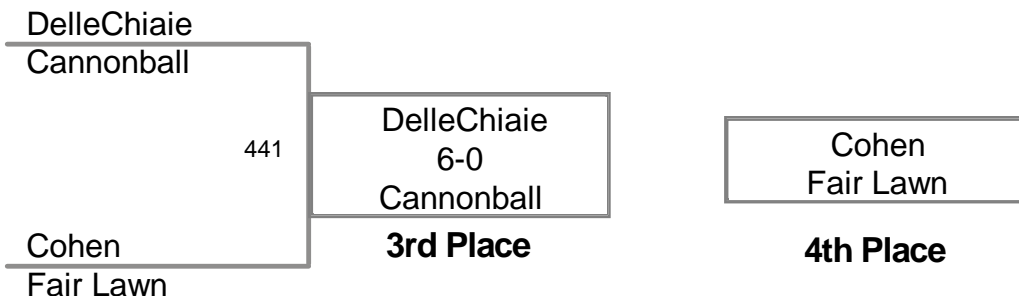 DelleChiaie
Cannonball
441
DelleChiaie
6-0
Cannonball
3rd Place
Cohen
Fair Lawn
4th Place
Cohen
Fair Lawn